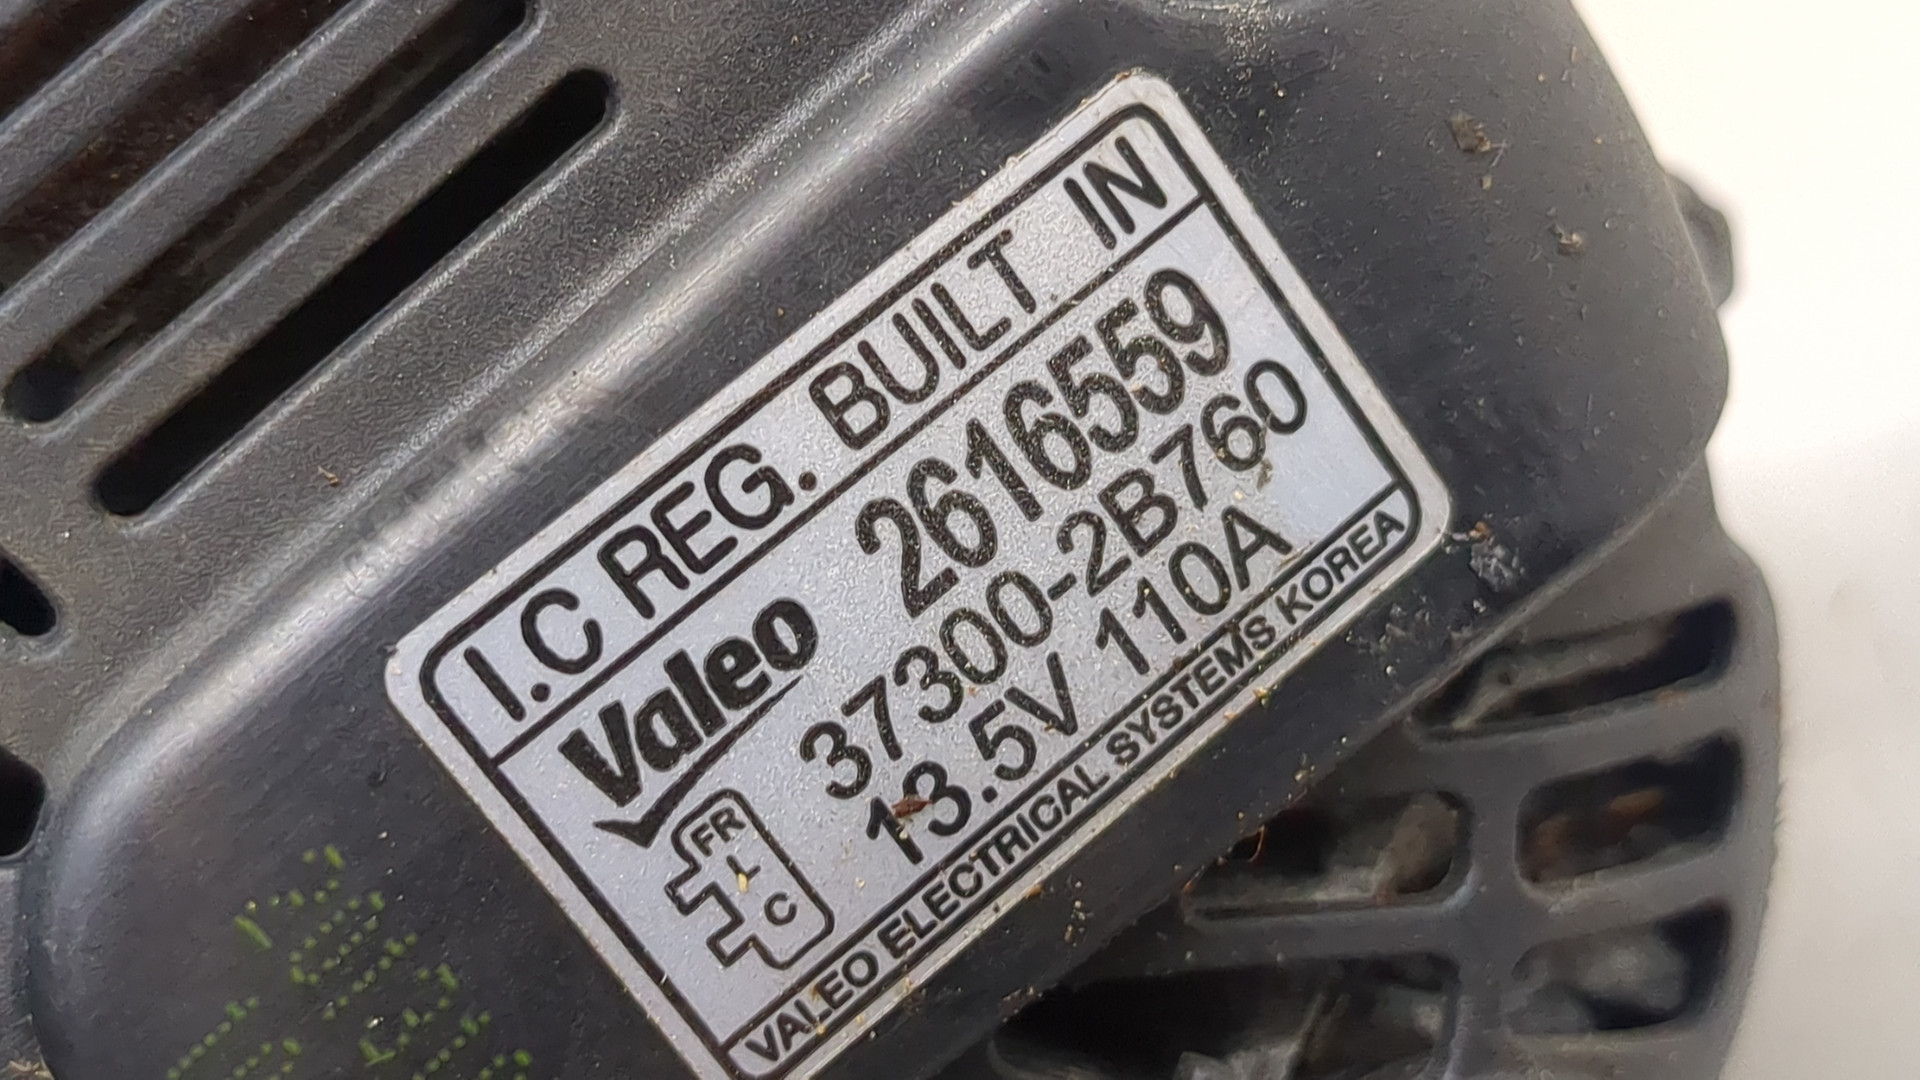 I.C REG. BUILT IN
Valeo 2616559
37300-2B760
13.5V 110A
FR
L
C
VALEO ELECTRICAL SYSTEMS KOREA